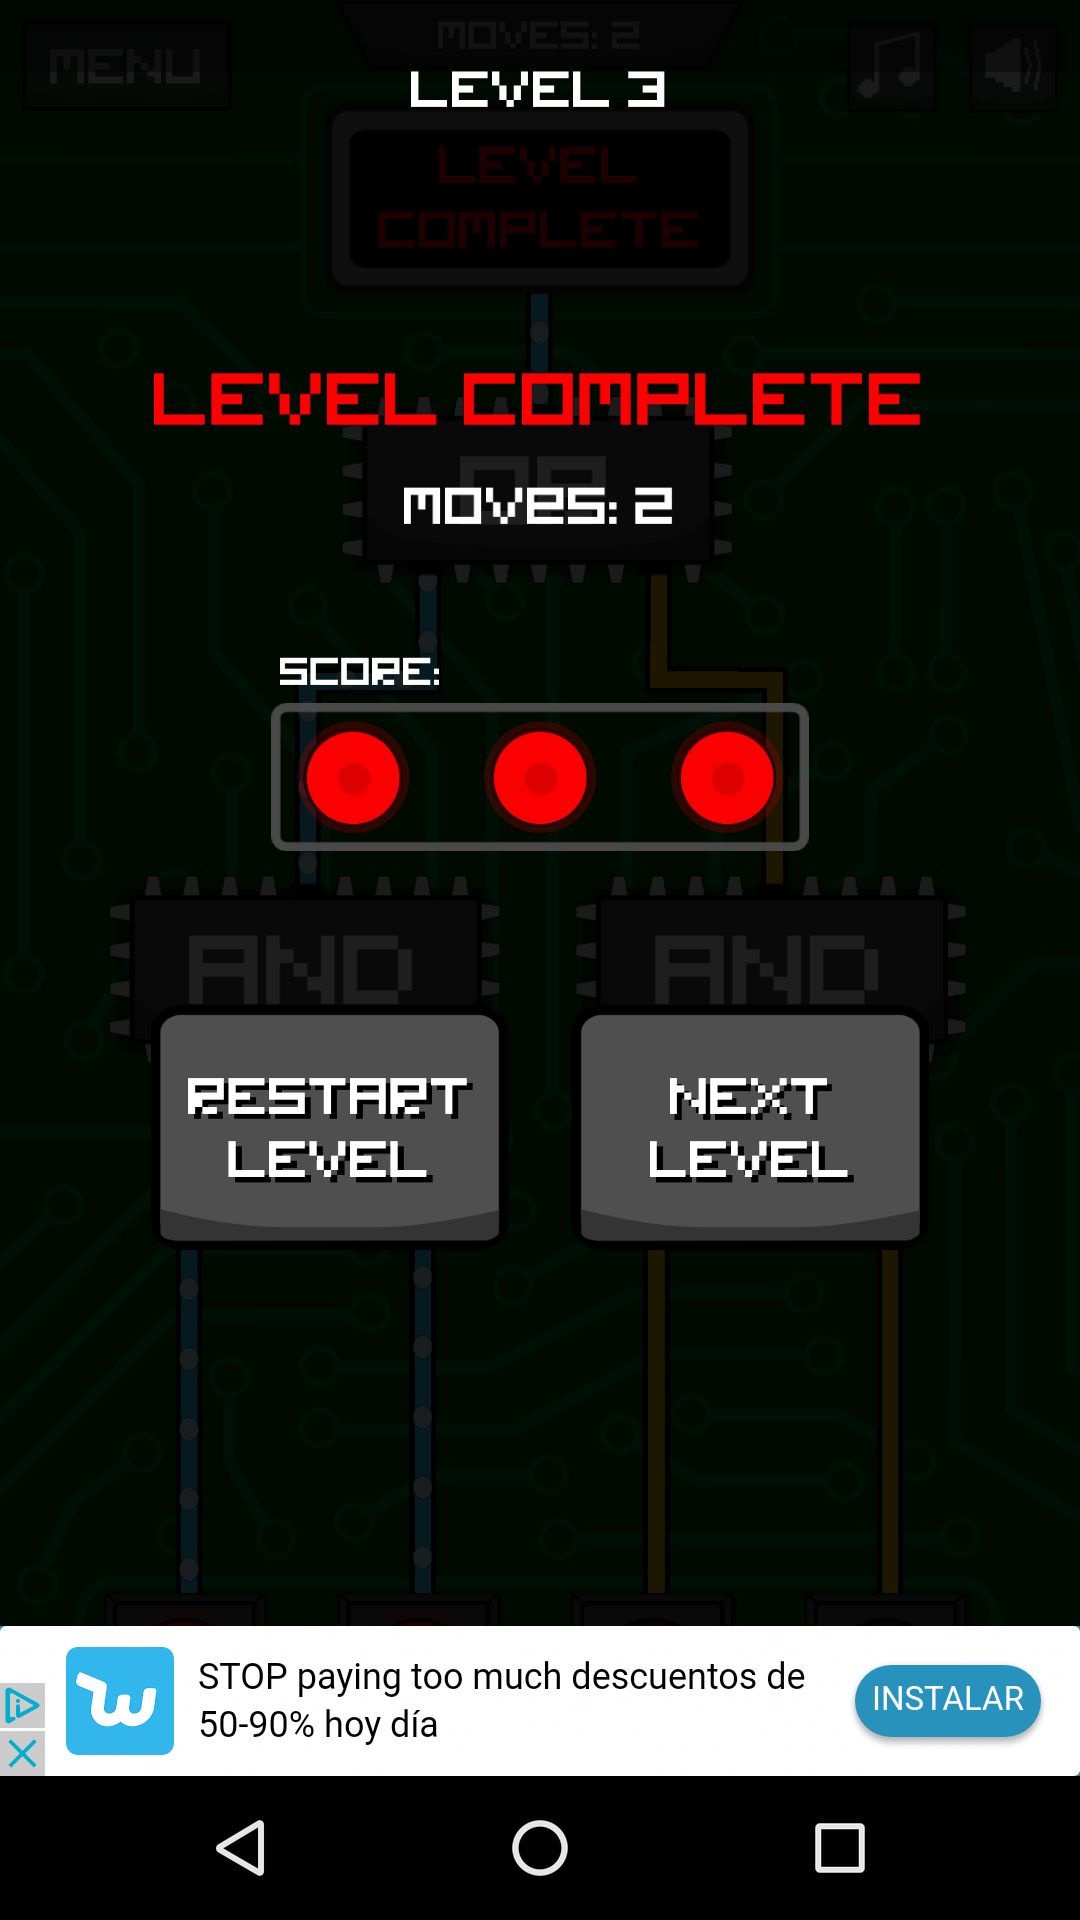 MOVES: 2
MENU
LEVEL 3
LEVEL
COMPLETE
LEVEL COMPLETE
OR
MOVES: 2
SCORE:
AND AND
RESTART
LEVEL
NEXT
LEVEL
STOP paying too much descuentos de
50-90% hoy día
INSTALAR